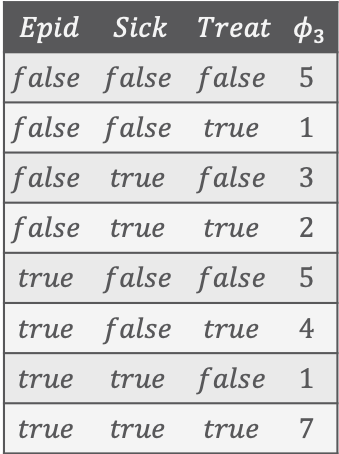 Epid Sick Treat ϕ₃
false false false 5
false false true 1
false true false 3
false true true 2
true false false 5
true false true 4
true true false 1
true true true 7